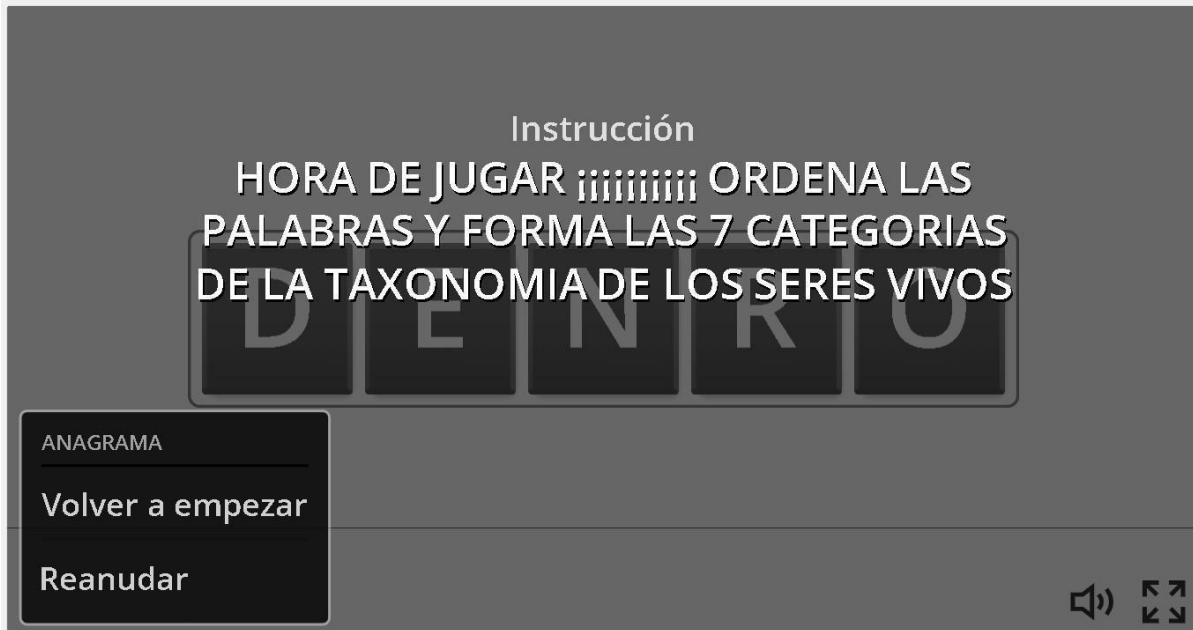 Instrucción
HORA DE JUGAR ¡¡¡¡¡¡¡¡¡¡ ORDENA LAS
PALABRAS Y FORMA LAS 7 CATEGORIAS
DE LA TAXONOMIA DE LOS SERES VIVOS
D E N R O
ANAGRAMA
Volver a empezar
Reanudar